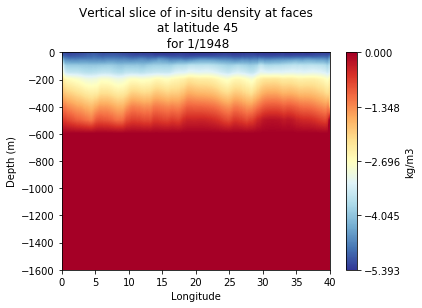 Vertical slice of in-situ density at faces
at latitude 45
for 1/1948
0
−200
−400
−600
−800
−1000
−1200
−1400
−1600
Depth (m)
0 5 10 15 20 25 30 35 40
Longitude
0.000
−1.348
−2.696
−4.045
−5.393
kg/m3